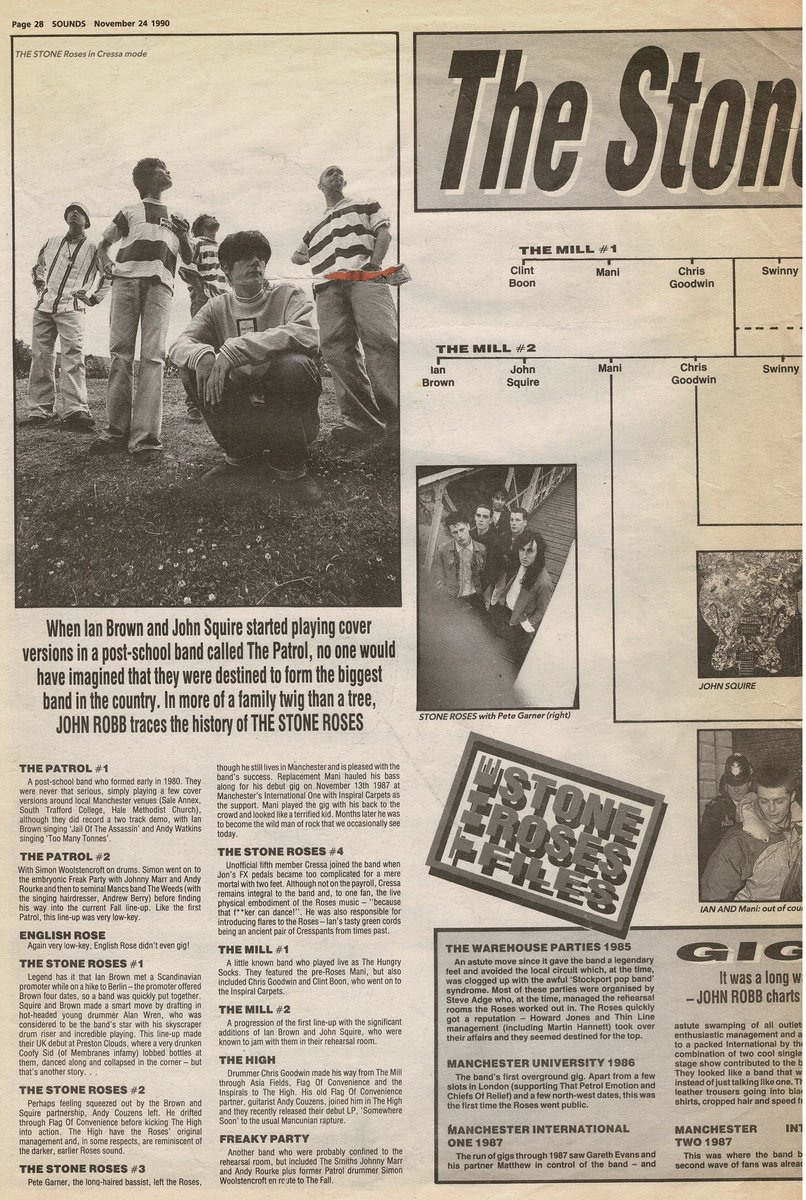 Page 28 SOUNDS November 24 1990
THE STONE Roses in Cressa mode
When Ian Brown and John Squire started playing cover
versions in a post-school band called The Patrol, no one would
have imagined that they were destined to form the biggest
band in the country. In more of a family twig than a tree,
JOHN ROBB traces the history of THE STONE ROSES
THE PATROL #1
A post-school band who formed early in 1980. They
were never that serious, simply playing a few cover
versions around local Manchester venues (Sale Annex,
South Trafford College, Hale Methodist Church),
although they did record a two track demo, with Ian
Brown singing 'Jail Of The Assassin' and Andy Watkins
singing 'Too Many Tonnes'.
THE PATROL #2
With Simon Woolstencroft on drums. Simon went on to
the embryonic Freak Party with Johnny Marr and Andy
Rourke and then to seminal Mancs band The Weeds (with
the singing hairdresser, Andrew Berry) before finding
his way into the current Fall line-up. Like the first
Patrol, this line-up was very low-key.
ENGLISH ROSE
Again very low-key, English Rose didn't even gig!
THE STONE ROSES #1
Legend has it that Ian Brown met a Scandinavian
promoter while on a hike to Berlin – the promoter offered
Brown four dates, so a band was quickly put together.
Squire and Brown made a smart move by drafting in
hot-headed young drummer Alan Wren, who was
considered to be the band's star with his skyscraper
drum riser and incredible playing. This line-up made
their UK debut at Preston Clouds, where a very drunken
Coofy Sid (of Membranes infamy) lobbed bottles at
them, danced along and collapsed in the corner – but
that's another story. . .
THE STONE ROSES #2
Perhaps feeling squeezed out by the Brown and
Squire partnership, Andy Couzens left. He drifted
through Flag Of Convenience before kicking The High
into action. The High have the Roses' original
management and, in some respects, are reminiscent of
the darker, earlier Roses sound.
THE STONE ROSES #3
Pete Garner, the long-haired bassist, left the Roses,
though he still lives in Manchester and is pleased with the
band's success. Replacement Mani hauled his bass
along for his debut gig on November 13th 1987 at
Manchester's International One with Inspiral Carpets as
the support. Mani played the gig with his back to the
crowd and looked like a terrified kid. Months later he was
to become the wild man of rock that we occasionally see
today.
THE STONE ROSES #4
Unofficial fifth member Cressa joined the band when
Jon's FX pedals became too complicated for a mere
mortal with two feet. Although not on the payroll, Cressa
remains integral to the band and, to one fan, the live
physical embodiment of the Roses music – "because
that f**ker can dance!". He was also responsible for
introducing flares to the Roses – Ian's tasty green cords
being an ancient pair of Cresspants from times past.
THE MILL #1
A little known band who played live as The Hungry
Socks. They featured the pre-Roses Mani, but also
included Chris Goodwin and Clint Boon, who went on to
the Inspiral Carpets.
THE MILL #2
A progression of the first line-up with the significant
additions of Ian Brown and John Squire, who were
known to jam with them in their rehearsal room.
THE HIGH
Drummer Chris Goodwin made his way from The Mill
through Asia Fields, Flag Of Convenience and the
Inspirals to The High. His old Flag Of Convenience
partner, guitarist Andy Couzens, joined him in The High
and they recently released their debut LP, 'Somewhere
Soon' to the usual Mancunian rapture.
FREAKY PARTY
Another band who were probably confined to the
rehearsal room, but included The Smiths Johnny Marr
and Andy Rourke plus former Patrol drummer Simon
Woolstencroft en route to The Fall.
The Ston
THE MILL #1
Clint Boon
Mani
Chris Goodwin
Swinny
THE MILL #2
Ian Brown
John Squire
Mani
Chris Goodwin
Swinny
STONE ROSES with Pete Garner (right)
JOHN SQUIRE
IAN AND Mani: out of cou
STONE
ROSES
FILES
THE WAREHOUSE PARTIES 1985
An astute move since it gave the band a legendary
feel and avoided the local circuit which, at the time,
was clogged up with the awful 'Stockport pop band'
syndrome. Most of these parties were organised by
Steve Adge who, at the time, managed the rehearsal
rooms the Roses worked out in. The Roses quickly
got a reputation – Howard Jones and Thin Line
management (including Martin Hannett) took over
their affairs and they seemed destined for the top.
MANCHESTER UNIVERSITY 1986
The band's first overground gig. Apart from a few
slots in London (supporting That Petrol Emotion and
Chiefs Of Relief) and a few north-west dates, this was
the first time the Roses went public.
MANCHESTER INTERNATIONAL
ONE 1987
The run of gigs through 1987 saw Gareth Evans and
his partner Matthew in control of the band – and
GIG
It was a long w
– JOHN ROBB charts
astute swamping of all outlet
enthusiastic management and a
to a packed International by the
combination of two cool single
stage show contributed to the b
They looked like a band that w
instead of just talking like one. Th
leather trousers going into bla
shirts, cropped hair and speed f
MANCHESTER INT
TWO 1987
This was where the band b
second wave of fans was alrea